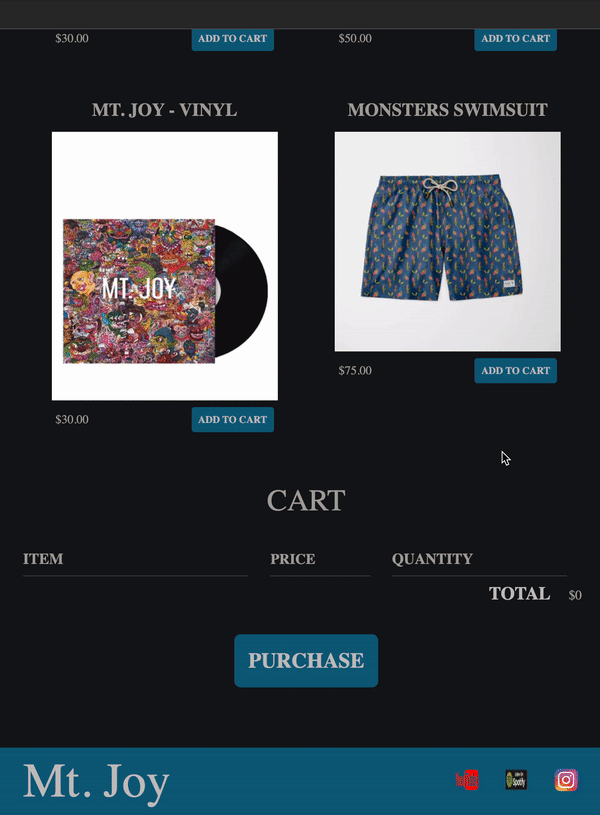 $30.00 ADD TO CART $50.00 ADD TO CART
MT. JOY - VINYL MONSTERS SWIMSUIT
MT. JOY
$75.00 ADD TO CART
$30.00 ADD TO CART
CART
ITEM PRICE QUANTITY
TOTAL $0
PURCHASE
Mt. Joy
Spotify